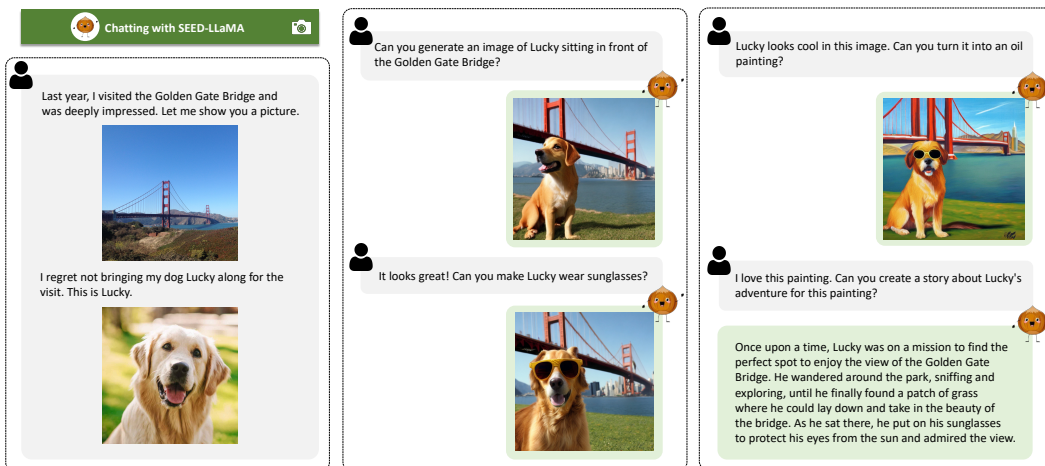 Chatting with SEED-LLaMA
Last year, I visited the Golden Gate Bridge and
was deeply impressed. Let me show you a picture.
I regret not bringing my dog Lucky along for the
visit. This is Lucky.
Can you generate an image of Lucky sitting in front of
the Golden Gate Bridge?
It looks great! Can you make Lucky wear sunglasses?
Lucky looks cool in this image. Can you turn it into an oil
painting?
I love this painting. Can you create a story about Lucky's
adventure for this painting?
Once upon a time, Lucky was on a mission to find the
perfect spot to enjoy the view of the Golden Gate
Bridge. He wandered around the park, sniffing and
exploring, until he finally found a patch of grass
where he could lay down and take in the beauty of
the bridge. As he sat there, he put on his sunglasses
to protect his eyes from the sun and admired the view.